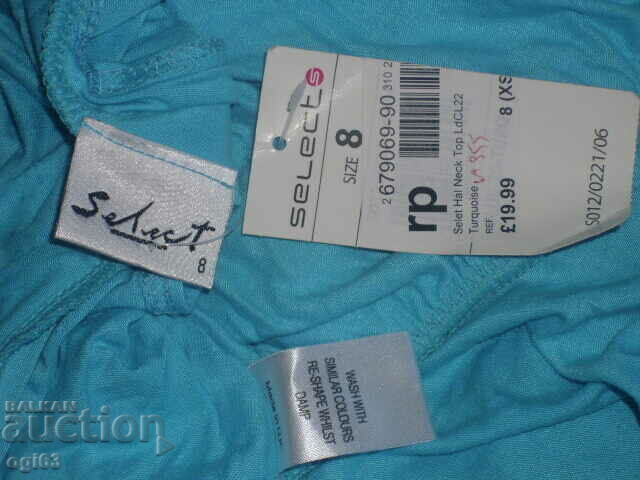 select s
SIZE 8
2 679069-90 310 2
rp
Selet Hal Neck Top LdCL22
Turquoise
8 (XS
REF:
£19.99
S012/0221/06
Select
8
WASH WITH
SIMILAR COLOURS
RE-SHAPE WHILST
DAMP
BALKAN
auction
ogi63